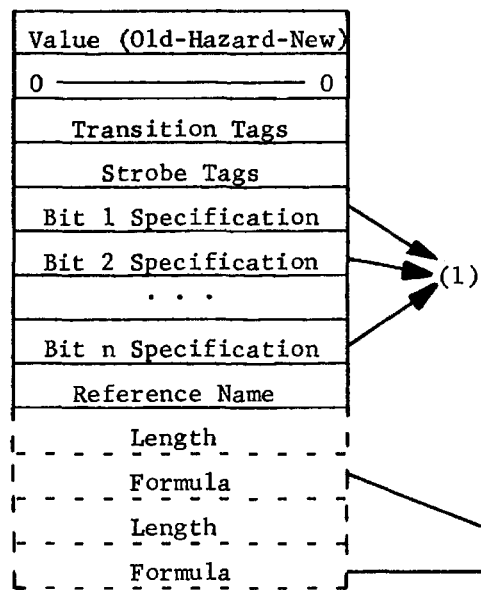 Value (Old-Hazard-New)
0 ——————— 0
Transition Tags
Strobe Tags
Bit 1 Specification
Bit 2 Specification
(1)
. . .
Bit n Specification
Reference Name
Length
Formula
Length
Formula